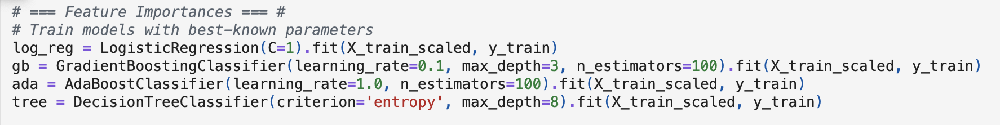 # === Feature Importances === #
# Train models with best-known parameters
log_reg = LogisticRegression(C=1).fit(X_train_scaled, y_train)
gb = GradientBoostingClassifier(learning_rate=0.1, max_depth=3, n_estimators=100).fit(X_train_scaled, y_train)
ada = AdaBoostClassifier(learning_rate=1.0, n_estimators=100).fit(X_train_scaled, y_train)
tree = DecisionTreeClassifier(criterion='entropy', max_depth=8).fit(X_train_scaled, y_train)